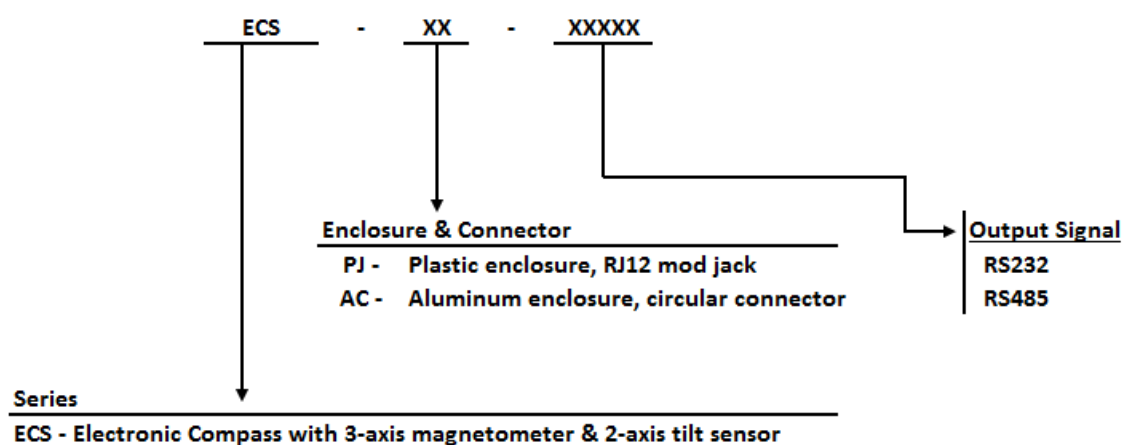 ECS - XX - XXXXX
Enclosure & Connector
PJ - Plastic enclosure, RJ12 mod jack
AC - Aluminum enclosure, circular connector
Output Signal
RS232
RS485
Series
ECS - Electronic Compass with 3-axis magnetometer & 2-axis tilt sensor